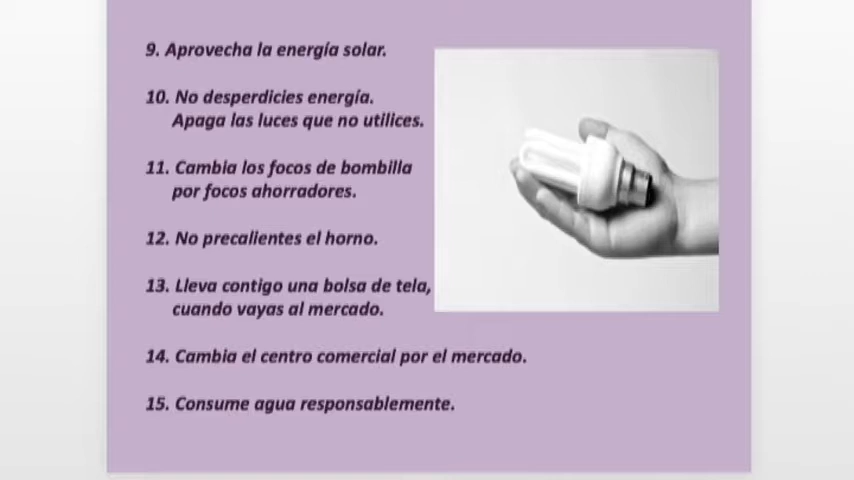 9. Aprovecha la energía solar.
10. No desperdicies energía.
Apaga las luces que no utilices.
11. Cambia los focos de bombilla
por focos ahorradores.
12. No precalientes el horno.
13. Lleva contigo una bolsa de tela,
cuando vayas al mercado.
14. Cambia el centro comercial por el mercado.
15. Consume agua responsablemente.